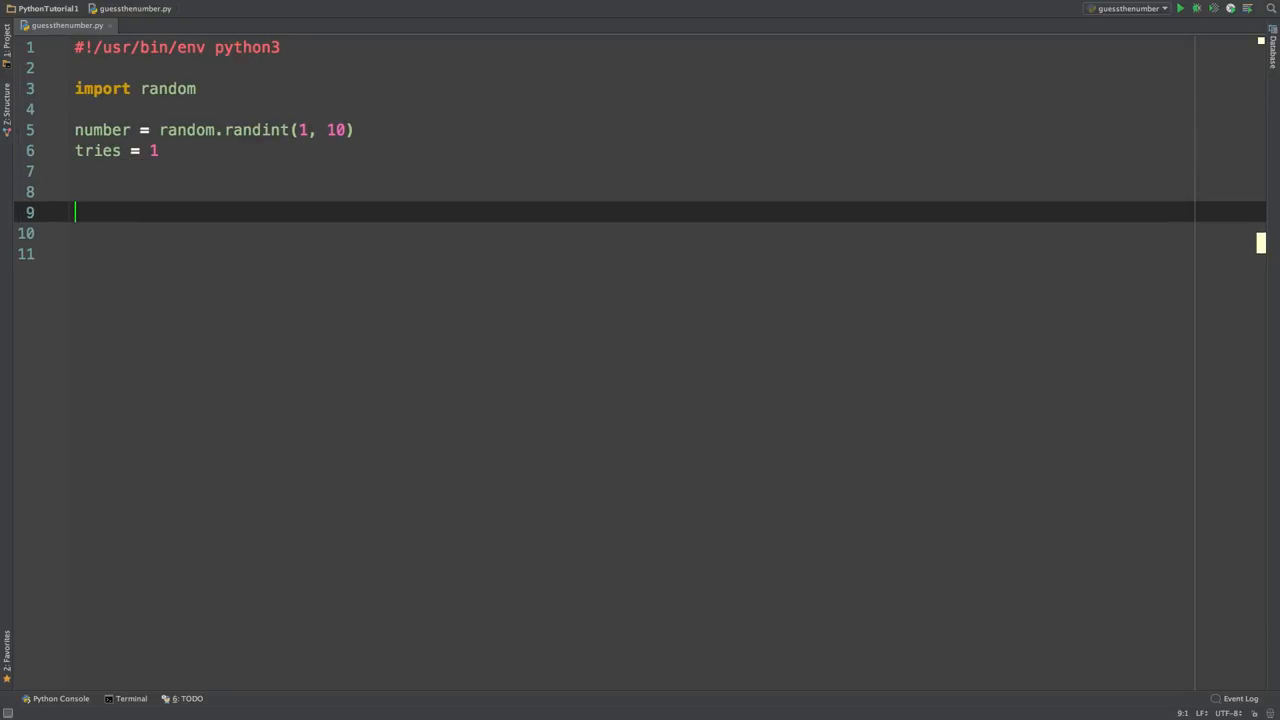 PythonTutorial1 guessthenumber.py guessthenumber
guessthenumber.py
1: Project
Z: Structure
2: Favorites
Database
1 #!/usr/bin/env python3
2
3 import random
4
5 number = random.randint(1, 10)
6 tries = 1
7
8
9
10
11
Python Console Terminal 6: TODO Event Log
9:1 LF UTF-8